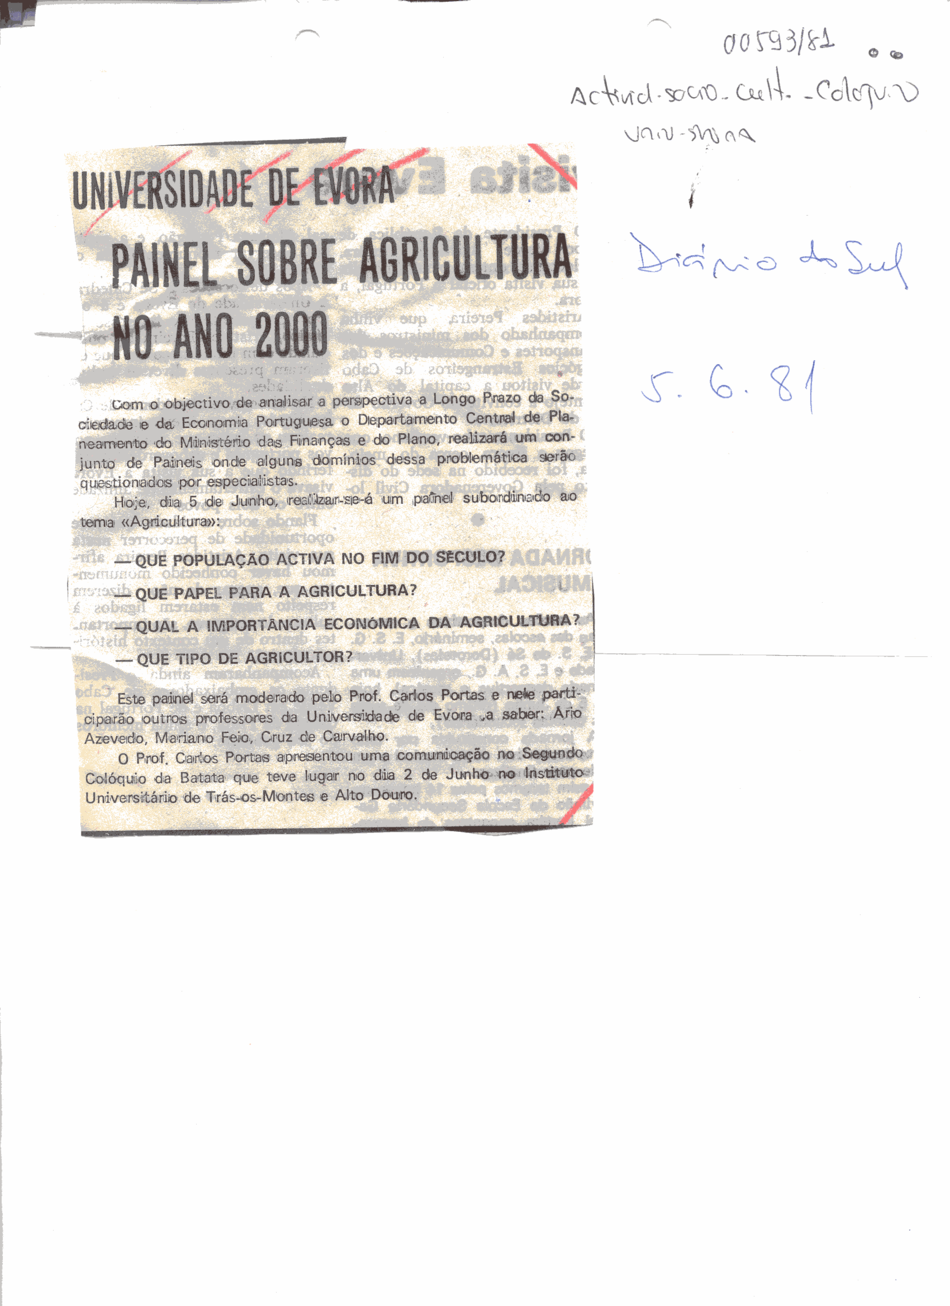 00593/81
Activid-socio-cult. - Colóquio
Univ-Évora
Diário do Sul
5. 6. 81
UNIVERSIDADE DE EVORA
PAINEL SOBRE AGRICULTURA
NO ANO 2000
Com o objectivo de analisar a perspectiva a Longo Prazo da So-
ciedade e da Economia Portuguesa o Departamento Central de Pla-
neamento do Ministério das Finanças e do Plano, realizará um con-
junto de Paineis onde alguns domínios dessa problemática serão
questionados por especialistas.
Hoje, dia 5 de Junho, realizar-se-á um painel subordinado ao
tema «Agricultura»:
— QUE POPULAÇÃO ACTIVA NO FIM DO SECULO?
— QUE PAPEL PARA A AGRICULTURA?
— QUAL A IMPORTÂNCIA ECONÓMICA DA AGRICULTURA?
— QUE TIPO DE AGRICULTOR?
Este painel será moderado pelo Prof. Carlos Portas e nele parti-
ciparão outros professores da Universidade de Evora .a saber: Ario
Azevedo, Mariano Feio, Cruz de Carvalho.
O Prof. Carlos Portas apresentou uma comunicação no Segundo
Colóquio da Batata que teve lugar no dia 2 de Junho no Instituto
Universitário de Trás-os-Montes e Alto Douro.